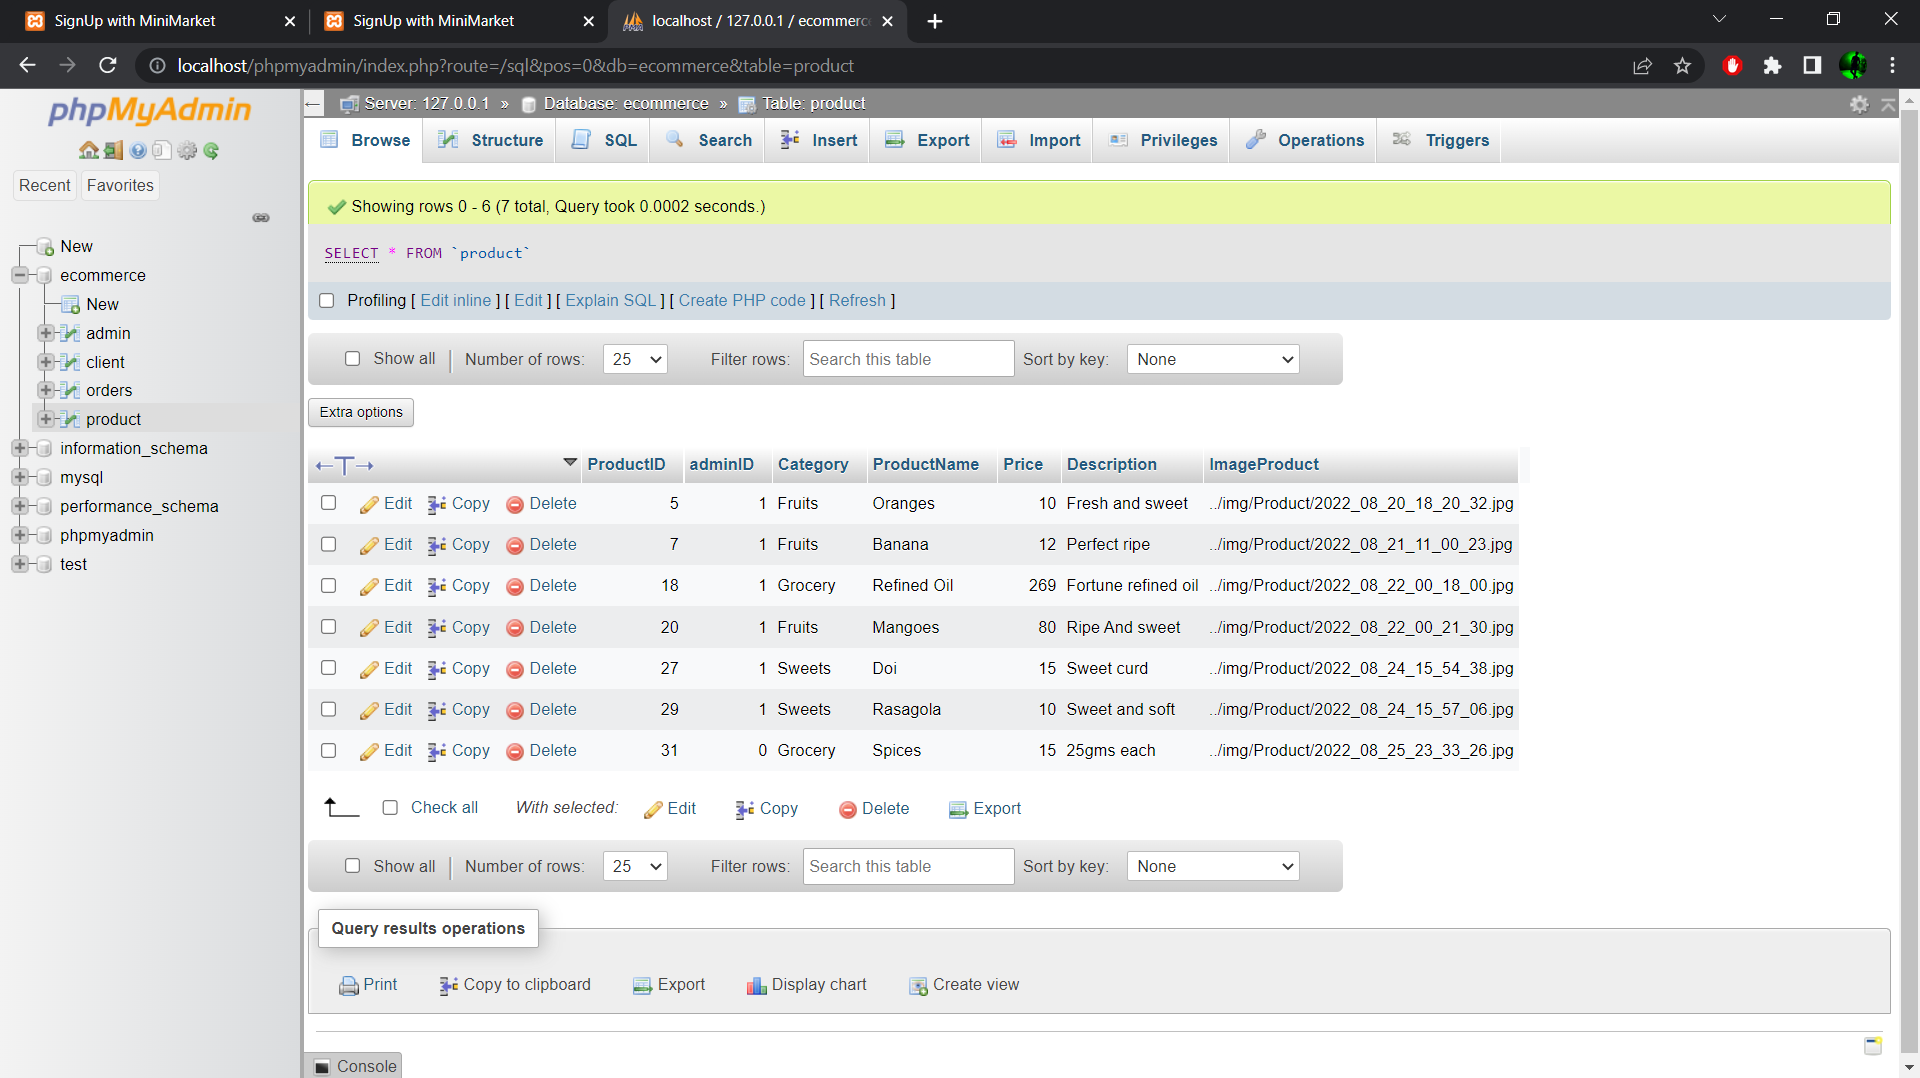 SignUp with MiniMarket
SignUp with MiniMarket
localhost / 127.0.0.1 / ecommerc
localhost/phpmyadmin/index.php?route=/sql&pos=0&db=ecommerce&table=product
phpMyAdmin
Recent Favorites
New
ecommerce
New
admin
client
orders
product
information_schema
mysql
performance_schema
phpmyadmin
test
Server: 127.0.0.1 » Database: ecommerce » Table: product
Browse Structure SQL Search Insert Export Import Privileges Operations Triggers
Showing rows 0 - 6 (7 total, Query took 0.0002 seconds.)
SELECT * FROM `product`
Profiling [ Edit inline ] [ Edit ] [ Explain SQL ] [ Create PHP code ] [ Refresh ]
Show all Number of rows: 25 Filter rows: Search this table Sort by key: None
Extra options
ProductID adminID Category ProductName Price Description ImageProduct
Edit Copy Delete 5 1 Fruits Oranges 10 Fresh and sweet ../img/Product/2022_08_20_18_20_32.jpg
Edit Copy Delete 7 1 Fruits Banana 12 Perfect ripe ../img/Product/2022_08_21_11_00_23.jpg
Edit Copy Delete 18 1 Grocery Refined Oil 269 Fortune refined oil ../img/Product/2022_08_22_00_18_00.jpg
Edit Copy Delete 20 1 Fruits Mangoes 80 Ripe And sweet ../img/Product/2022_08_22_00_21_30.jpg
Edit Copy Delete 27 1 Sweets Doi 15 Sweet curd ../img/Product/2022_08_24_15_54_38.jpg
Edit Copy Delete 29 1 Sweets Rasagola 10 Sweet and soft ../img/Product/2022_08_24_15_57_06.jpg
Edit Copy Delete 31 0 Grocery Spices 15 25gms each ../img/Product/2022_08_25_23_33_26.jpg
Check all With selected: Edit Copy Delete Export
Show all Number of rows: 25 Filter rows: Search this table Sort by key: None
Query results operations
Print Copy to clipboard Export Display chart Create view
Console